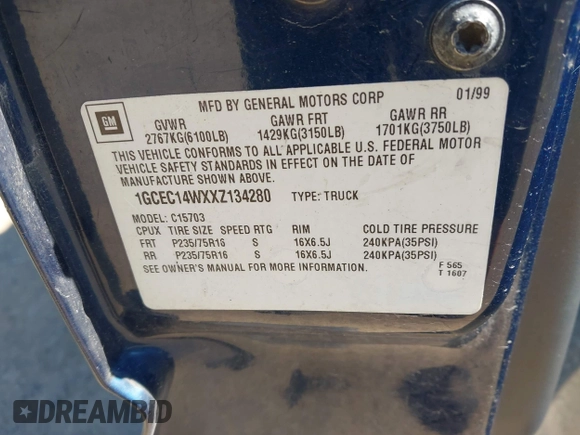 MFD BY GENERAL MOTORS CORP 01/99
GM
GVWR GAWR FRT GAWR RR
2767KG(6100LB) 1429KG(3150LB) 1701KG(3750LB)
THIS VEHICLE CONFORMS TO ALL APPLICABLE U.S. FEDERAL MOTOR
VEHICLE SAFETY STANDARDS IN EFFECT ON THE DATE OF
MANUFACTURE SHOWN ABOVE.
1GCEC14WXXZ134280 TYPE: TRUCK
MODEL: C15703
CPUX TIRE SIZE SPEED RTG RIM COLD TIRE PRESSURE
FRT P235/75R16 S 16X6.5J 240KPA(35PSI)
RR P235/75R16 S 16X6.5J 240KPA(35PSI)
SEE OWNER'S MANUAL FOR MORE INFORMATION.
F 565
T 1607
DREAMBID